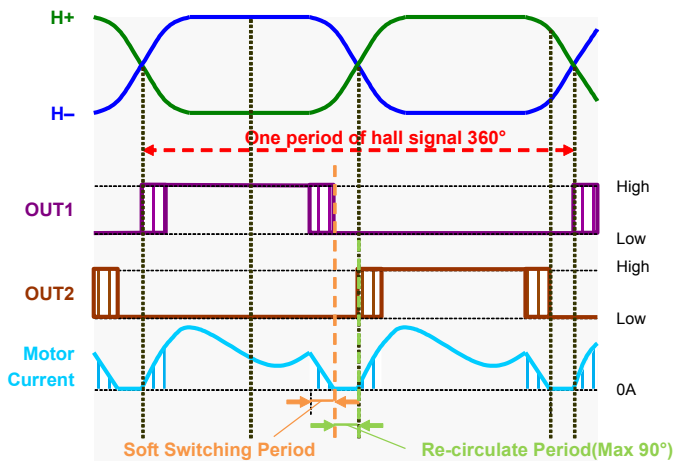 H+
H–
One period of hall signal 360°
High
OUT1
Low
High
OUT2
Low
Motor
Current
0A
Soft Switching Period
Re-circulate Period(Max 90°)